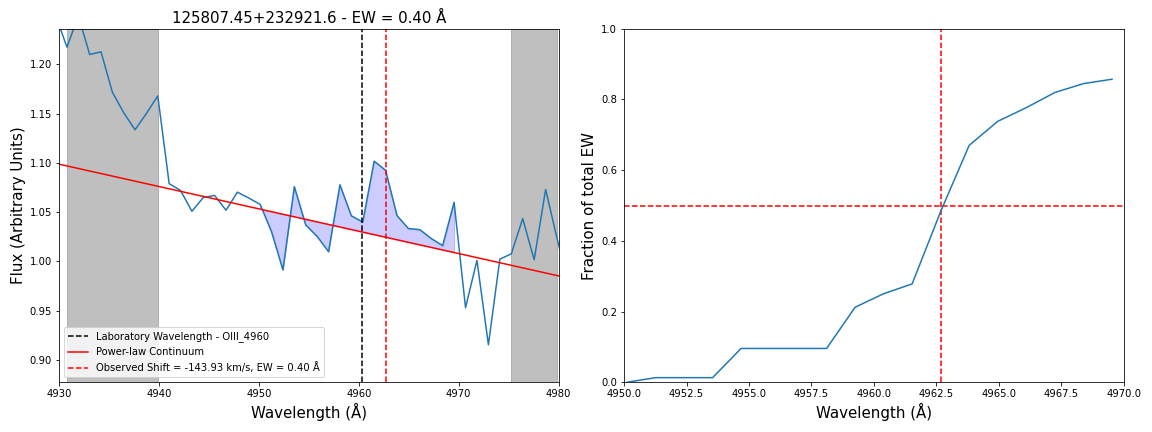 125807.45+232921.6 - EW = 0.40 Å
Flux (Arbitrary Units)
1.20
1.15
1.10
1.05
1.00
0.95
0.90
Laboratory Wavelength - OIII_4960
Power-law Continuum
Observed Shift = -143.93 km/s, EW = 0.40 Å
4930 4940 4950 4960 4970 4980
Wavelength (Å)
Fraction of total EW
1.0
0.8
0.6
0.4
0.2
0.0
4950.0 4952.5 4955.0 4957.5 4960.0 4962.5 4965.0 4967.5 4970.0
Wavelength (Å)